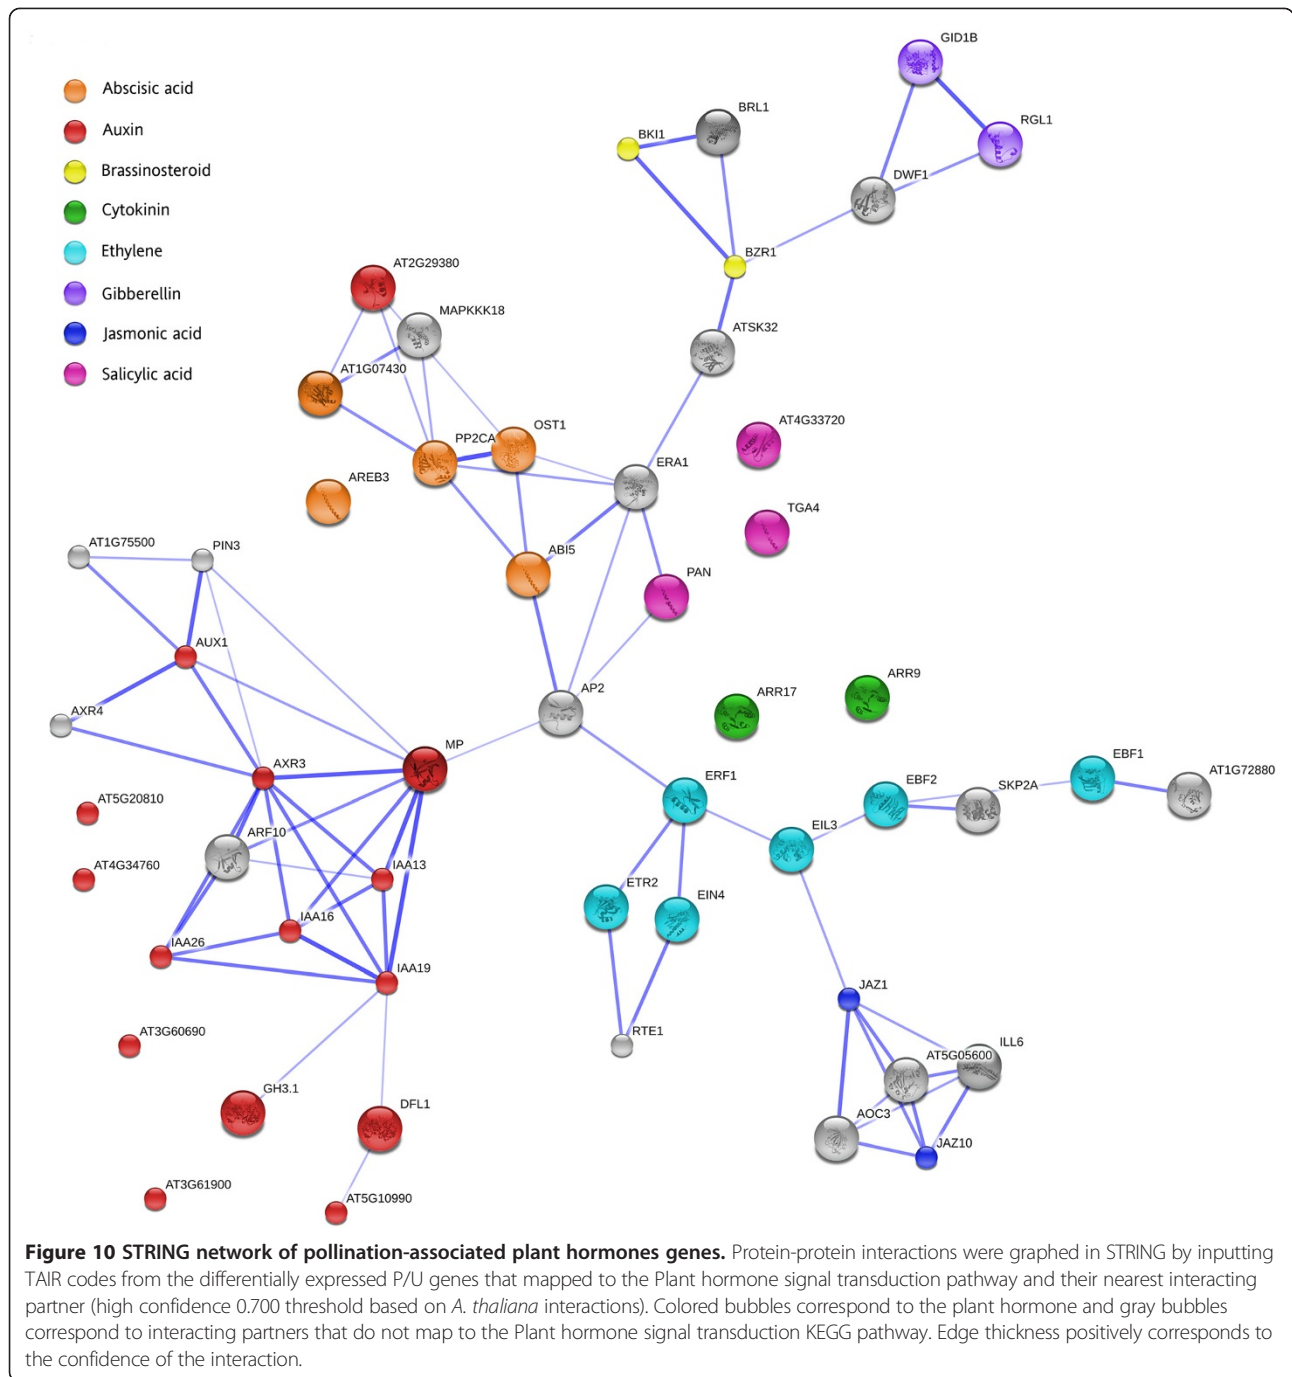 Abscisic acid
Auxin
Brassinosteroid
Cytokinin
Ethylene
Gibberellin
Jasmonic acid
Salicylic acid
GID1B
RGL1
DWF1
BRL1
BKI1
BZR1
ATSK32
AT2G29380
MAPKKK18
AT1G07430
PP2CA
OST1
AREB3
ERA1
AT4G33720
TGA4
ABI5
PAN
AT1G75500
PIN3
AUX1
AXR4
AP2
ARR17
ARR9
MP
AXR3
AT5G20810
ARF10
AT4G34760
IAA13
IAA16
IAA26
IAA19
ERF1
EBF2
SKP2A
EBF1
AT1G72880
EIL3
ETR2
EIN4
RTE1
JAZ1
AT5G05600
ILL6
AOC3
JAZ10
AT3G60690
GH3.1
DFL1
AT3G61900
AT5G10990
Figure 10 STRING network of pollination-associated plant hormones genes. Protein-protein interactions were graphed in STRING by inputting
TAIR codes from the differentially expressed P/U genes that mapped to the Plant hormone signal transduction pathway and their nearest interacting
partner (high confidence 0.700 threshold based on A. thaliana interactions). Colored bubbles correspond to the plant hormone and gray bubbles
correspond to interacting partners that do not map to the Plant hormone signal transduction KEGG pathway. Edge thickness positively corresponds to
the confidence of the interaction.